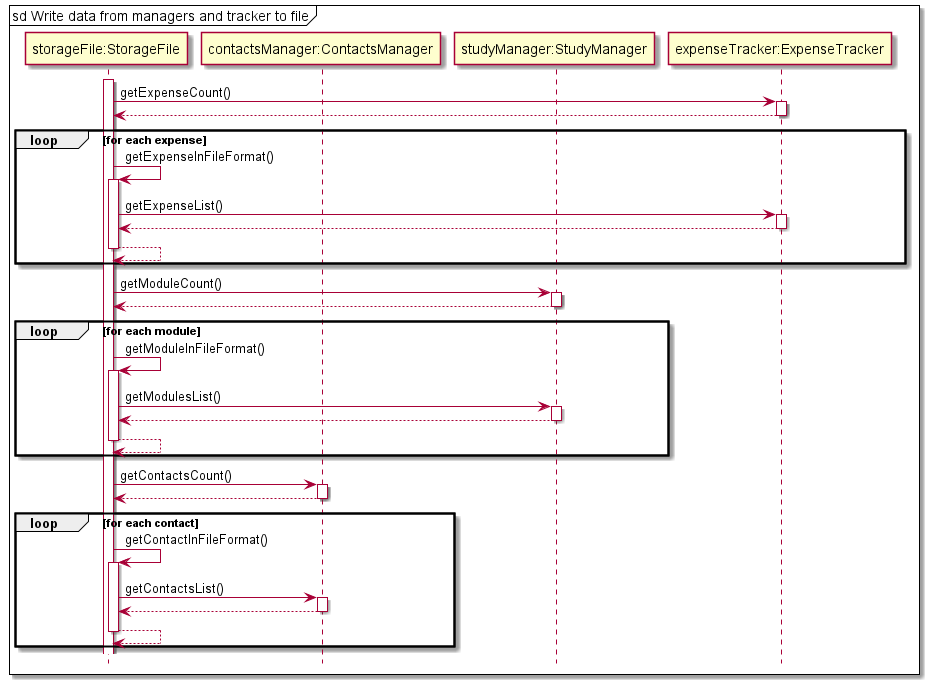 sd Write data from managers and tracker to file
storageFile:StorageFile
contactsManager:ContactsManager
studyManager:StudyManager
expenseTracker:ExpenseTracker
getExpenseCount()
loop
[for each expense]
getExpenseInFileFormat()
getExpenseList()
getModuleCount()
loop
[for each module]
getModuleInFileFormat()
getModulesList()
getContactsCount()
loop
[for each contact]
getContactInFileFormat()
getContactsList()